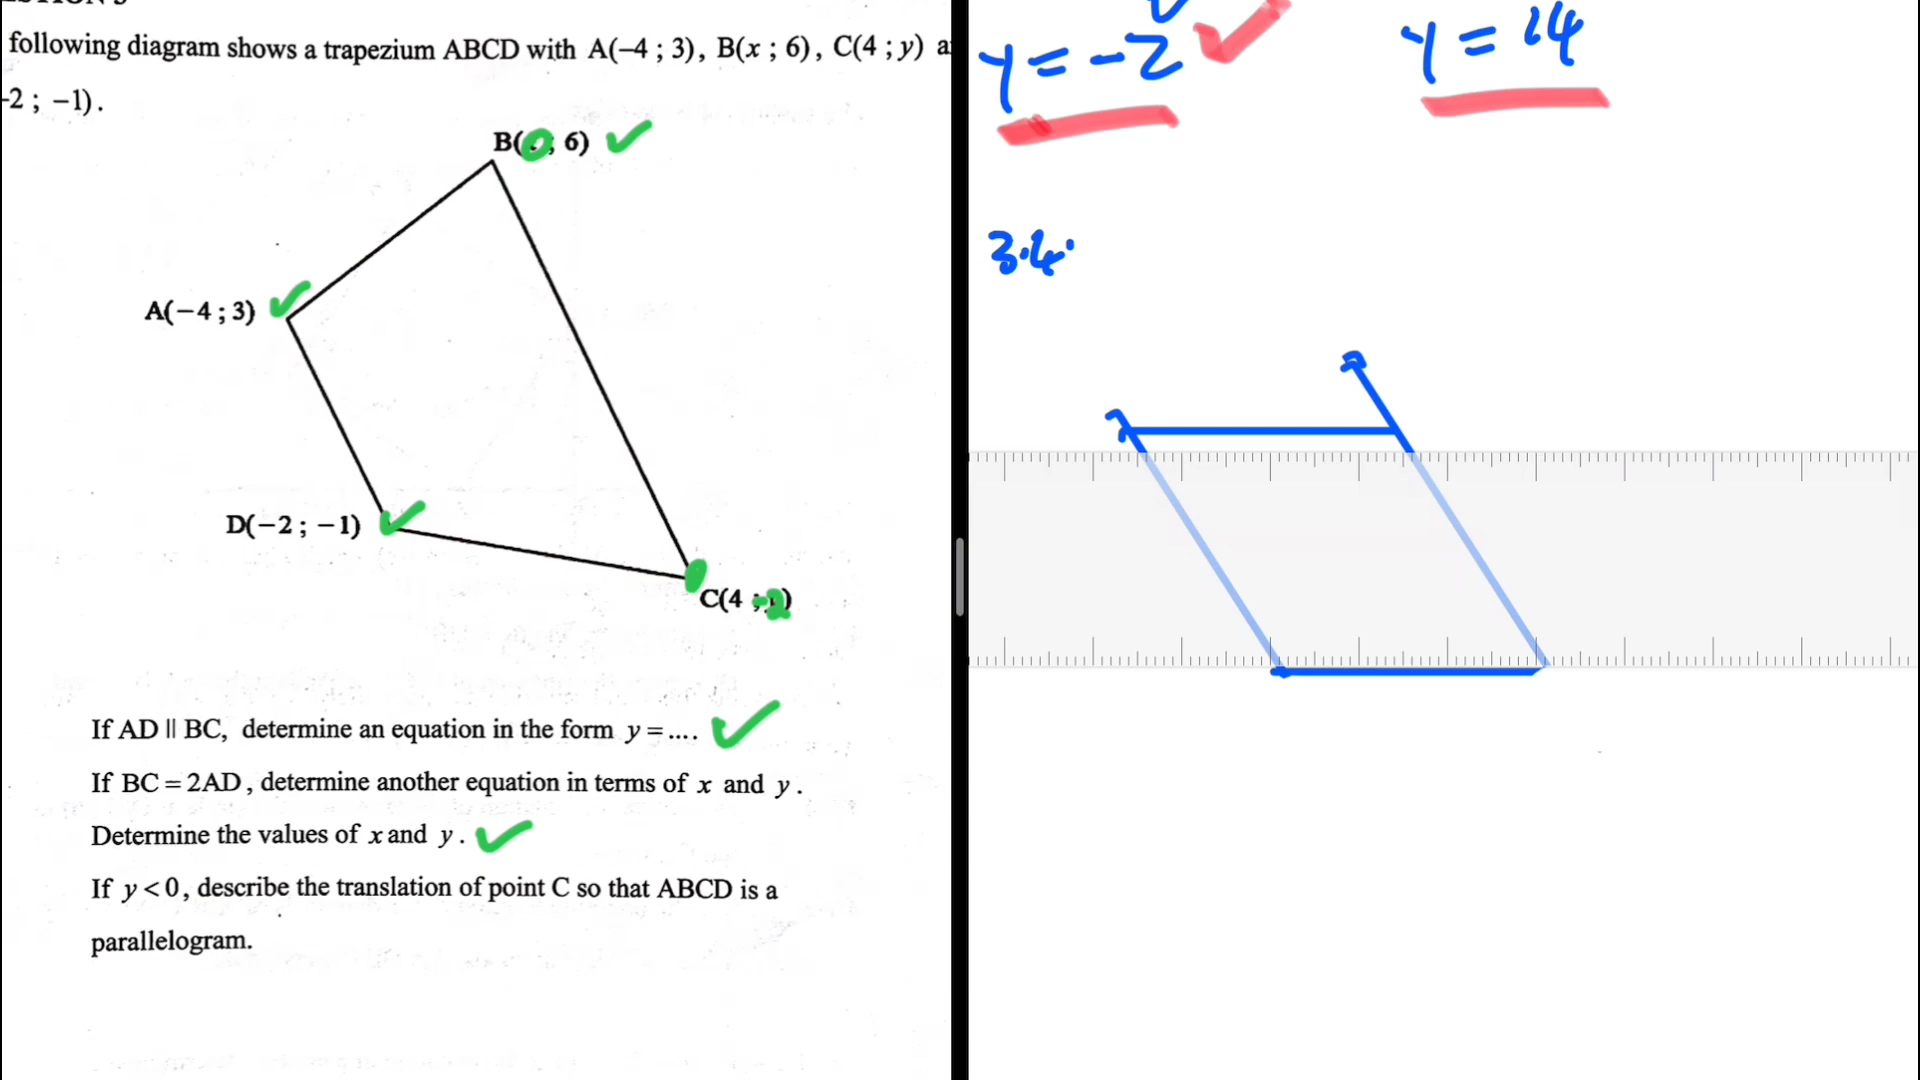 following diagram shows a trapezium ABCD with A(−4 ; 3), B(x ; 6), C(4 ; y)
-2 ; −1).
B(0; 6)
A(−4 ; 3)
D(−2 ; −1)
C(4 ; -2)
If AD || BC, determine an equation in the form y = ....
If BC = 2AD, determine another equation in terms of x and y.
Determine the values of x and y.
If y < 0, describe the translation of point C so that ABCD is a
parallelogram.
y = -2
y = 14
3.4.